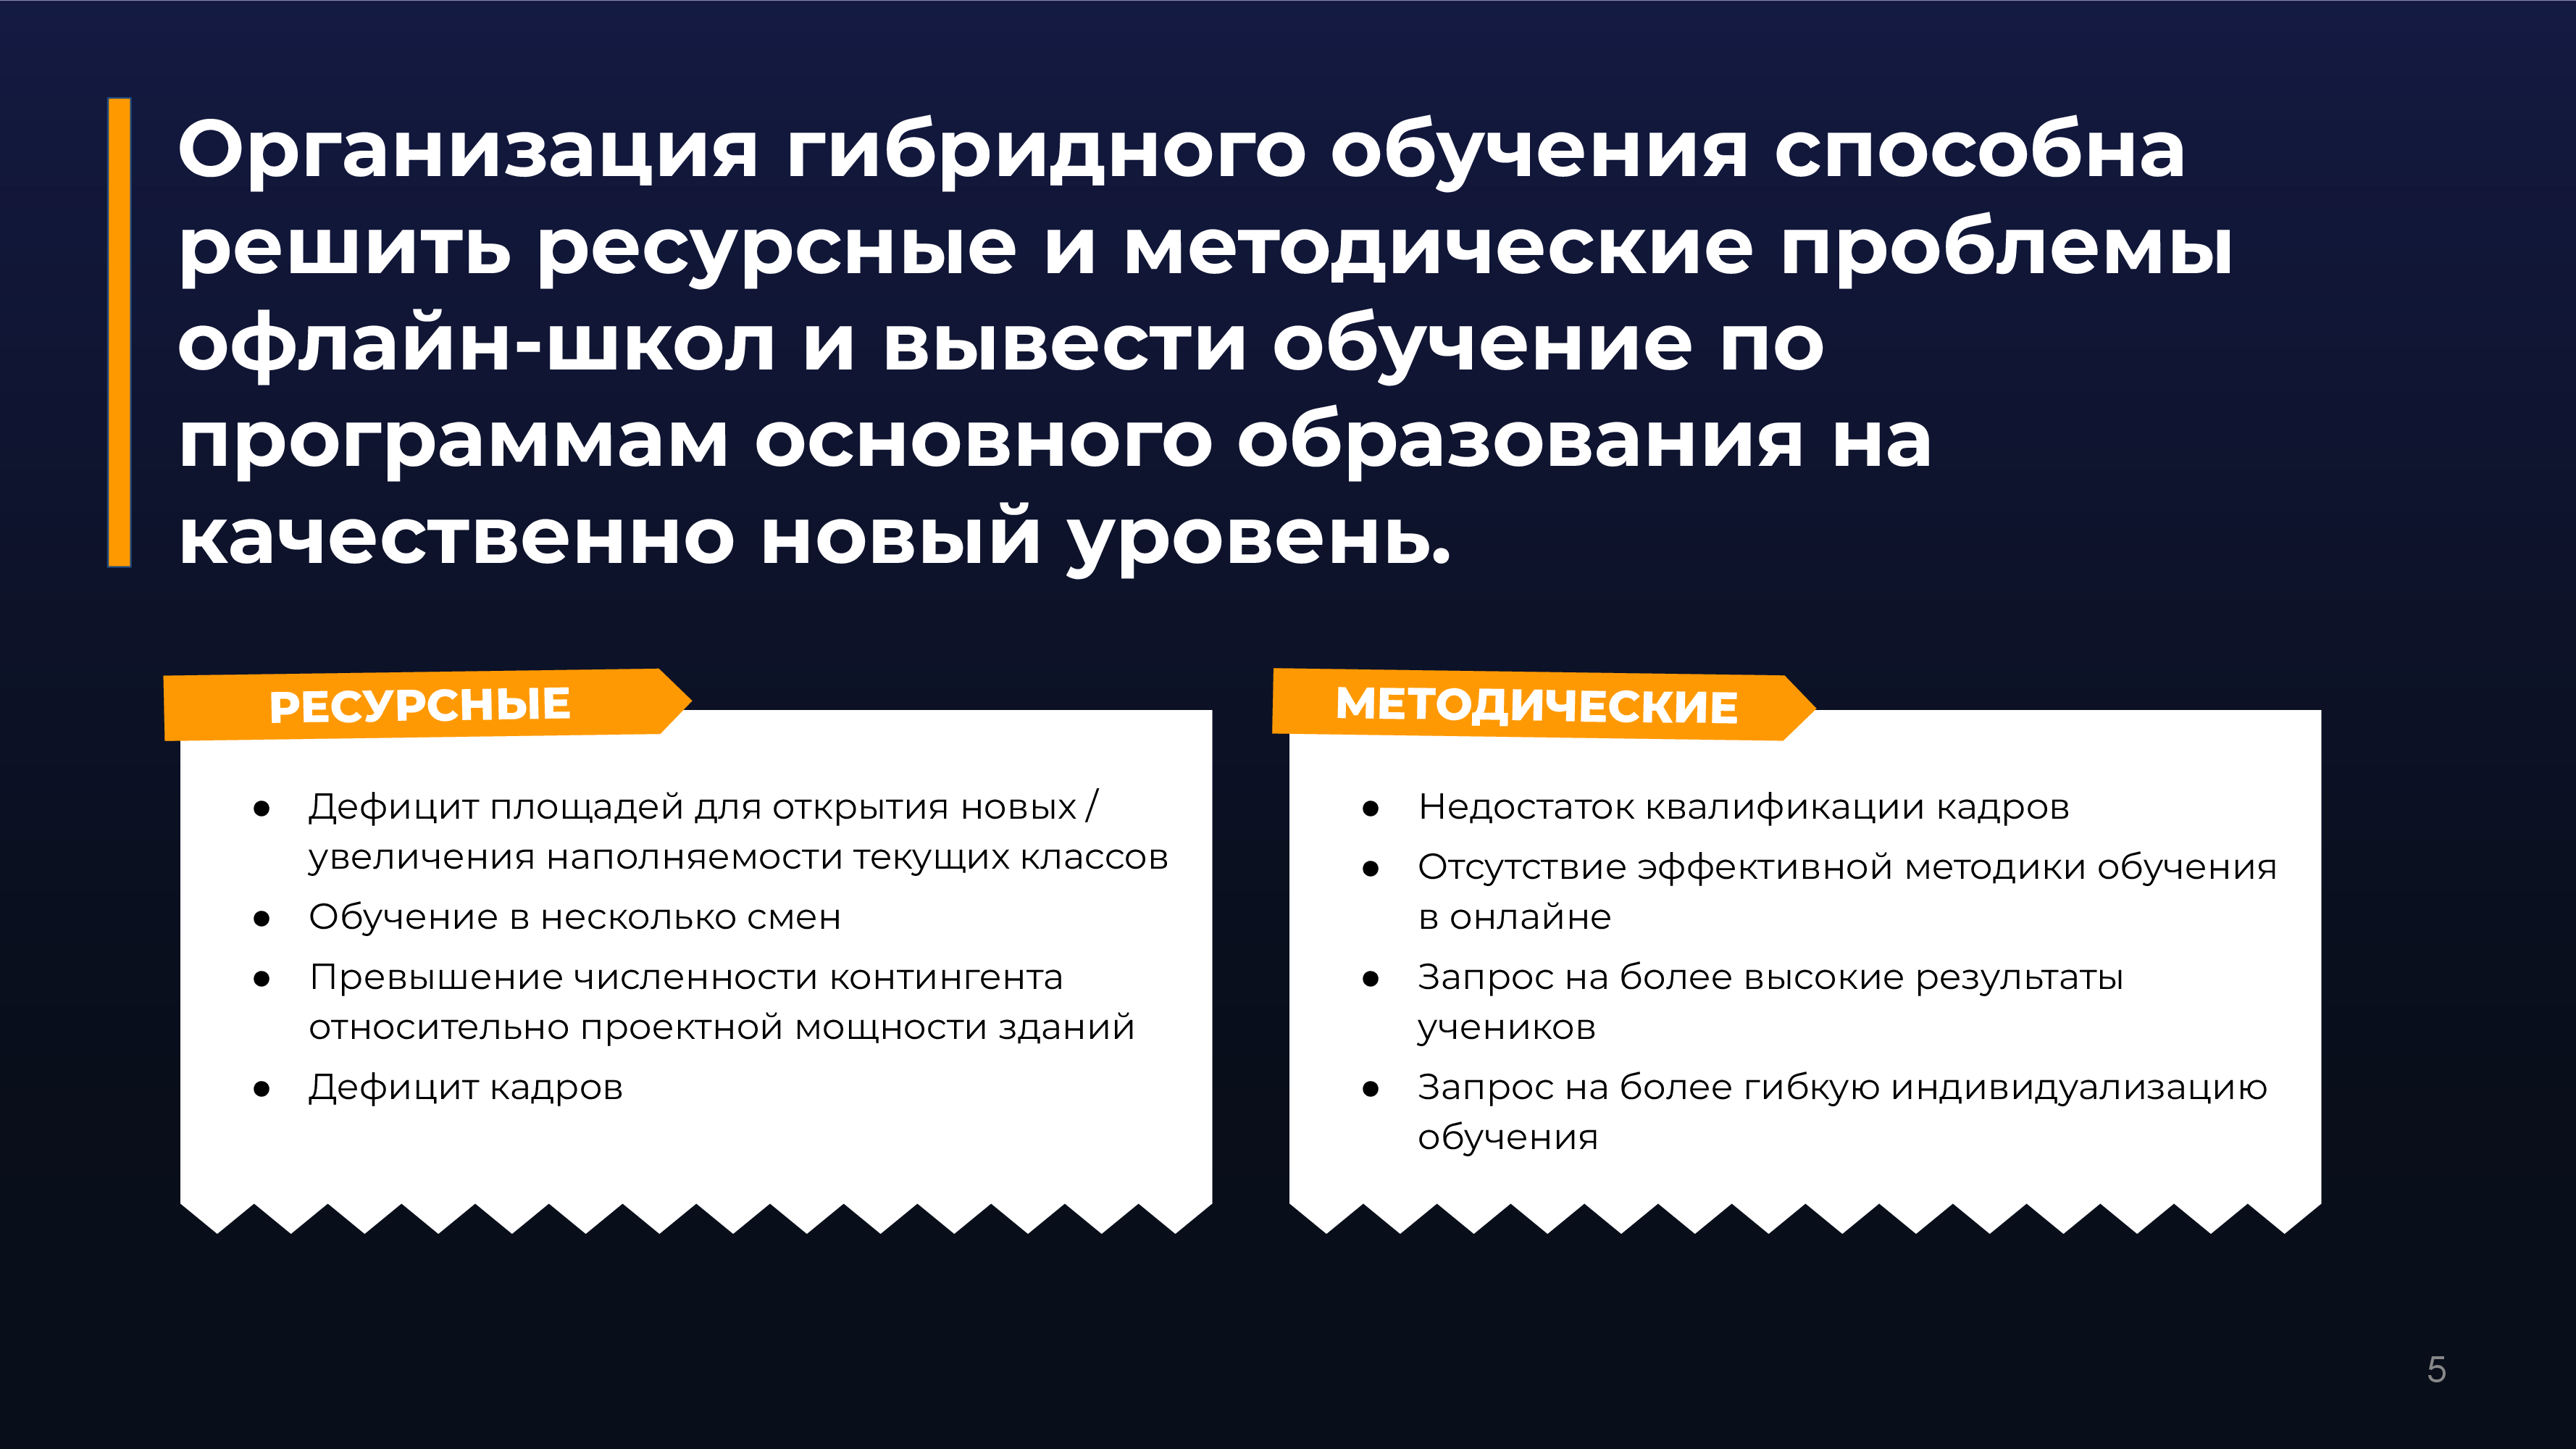 Организация гибридного обучения способна
решить ресурсные и методические проблемы
офлайн-школ и вывести обучение по
программам основного образования на
качественно новый уровень.
РЕСУРСНЫЕ
● Дефицит площадей для открытия новых /
увеличения наполняемости текущих классов
● Обучение в несколько смен
● Превышение численности контингента
относительно проектной мощности зданий
● Дефицит кадров
МЕТОДИЧЕСКИЕ
● Недостаток квалификации кадров
● Отсутствие эффективной методики обучения
в онлайне
● Запрос на более высокие результаты
учеников
● Запрос на более гибкую индивидуализацию
обучения
5